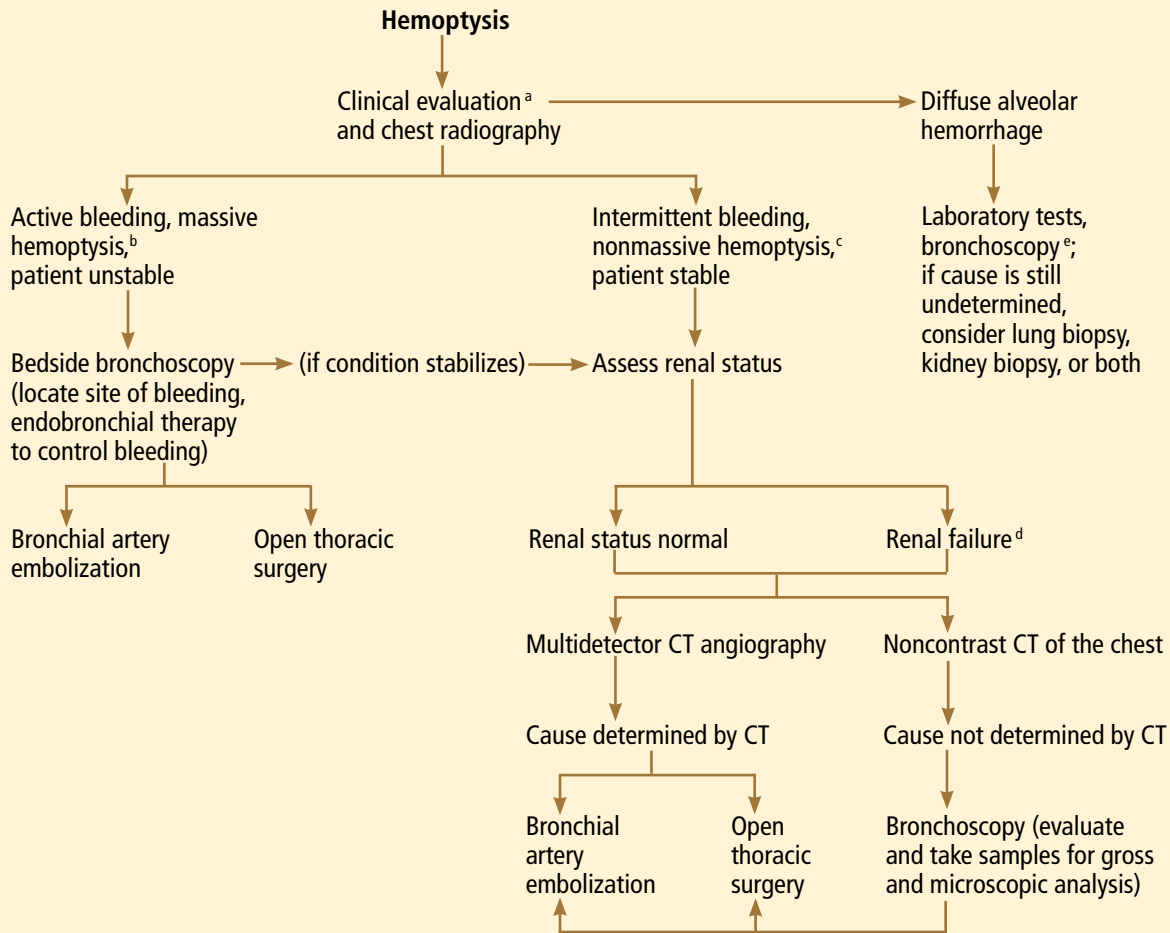 Hemoptysis
Clinical evaluation a
and chest radiography
Diffuse alveolar
hemorrhage
Active bleeding, massive
hemoptysis,b
patient unstable
Intermittent bleeding,
nonmassive hemoptysis,c
patient stable
Laboratory tests,
bronchoscopy e;
if cause is still
undetermined,
consider lung biopsy,
kidney biopsy, or both
Bedside bronchoscopy
(locate site of bleeding,
endobronchial therapy
to control bleeding)
(if condition stabilizes)
Assess renal status
Bronchial artery
embolization
Open thoracic
surgery
Renal status normal
Renal failure d
Multidetector CT angiography
Noncontrast CT of the chest
Cause determined by CT
Cause not determined by CT
Bronchial
artery
embolization
Open
thoracic
surgery
Bronchoscopy (evaluate
and take samples for gross
and microscopic analysis)